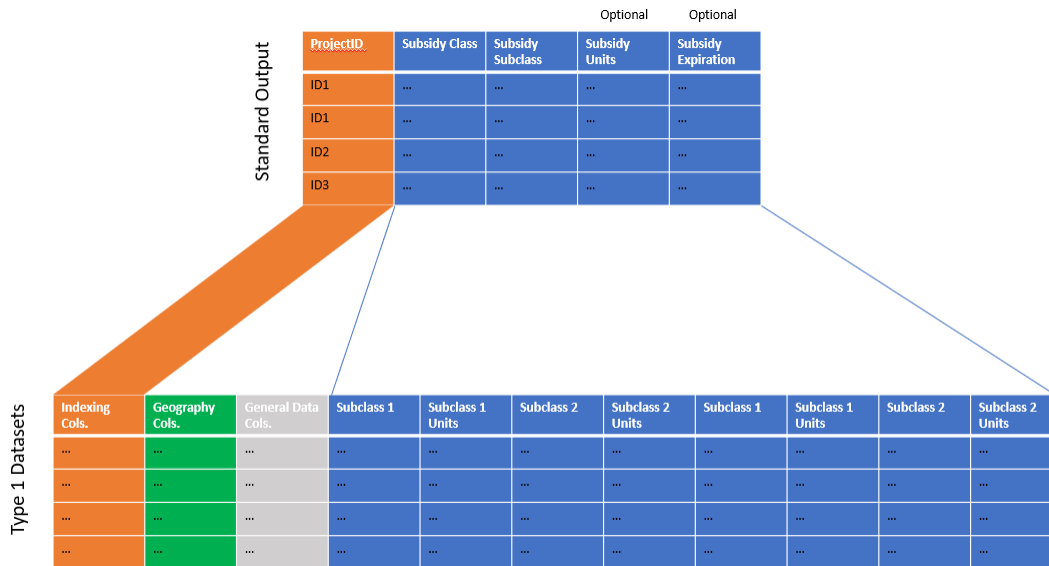 Optional Optional
Standard Output
ProjectID Subsidy Class Subsidy Subsidy Subsidy
Subclass Units Expiration
ID1 ... ... ... ...
ID1 ... ... ... ...
ID2 ... ... ... ...
ID3 ... ... ... ...
Type 1 Datasets
Indexing Geography General Data Subclass 1 Subclass 1 Subclass 2 Subclass 2 Subclass 1 Subclass 1 Subclass 2 Subclass 2
Cols. Cols. Cols. Units Units Units Units
... ... ... ... ... ... ... ... ... ... ...
... ... ... ... ... ... ... ... ... ... ...
... ... ... ... ... ... ... ... ... ... ...
... ... ... ... ... ... ... ... ... ... ...